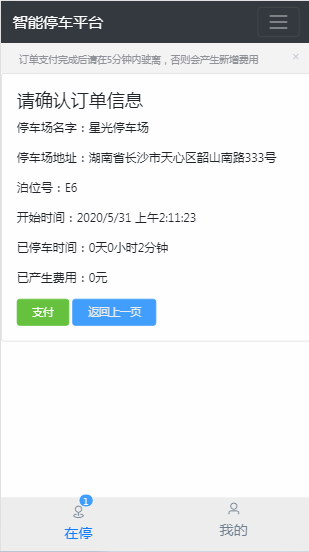 智能停车平台
订单支付完成后请在5分钟内驶离，否则会产生新增费用
×
请确认订单信息
停车场名字：星光停车场
停车场地址：湖南省长沙市天心区韶山南路333号
泊位号：E6
开始时间：2020/5/31 上午2:11:23
已停车时间：0天0小时2分钟
已产生费用：0元
支付 返回上一页
1
在停 我的